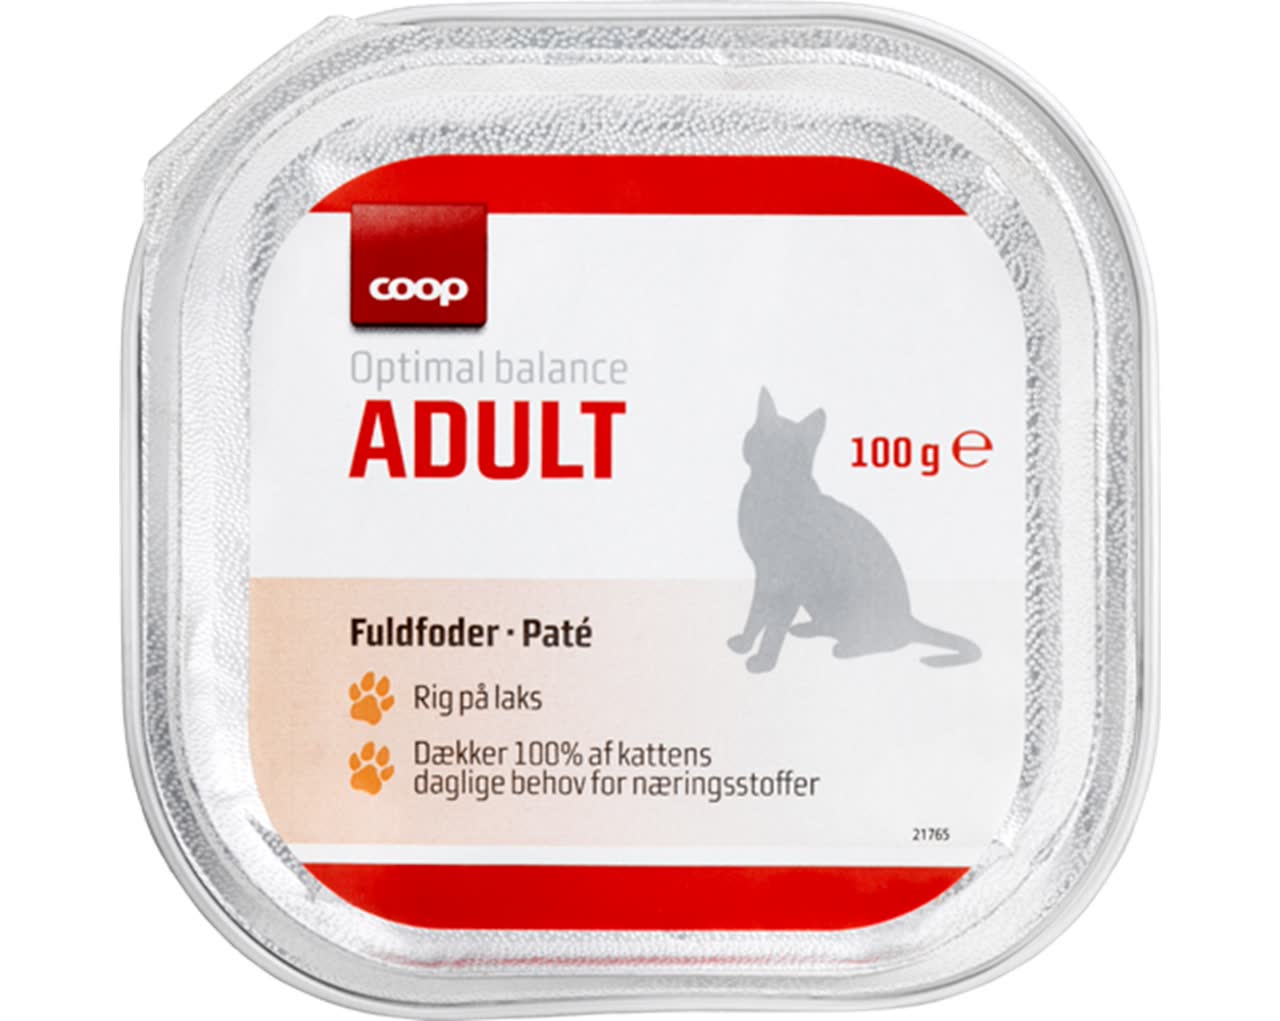 coop
Optimal balance
ADULT
100 g ℮
Fuldfoder · Paté
Rig på laks
Dækker 100% af kattens
daglige behov for næringsstoffer
21765